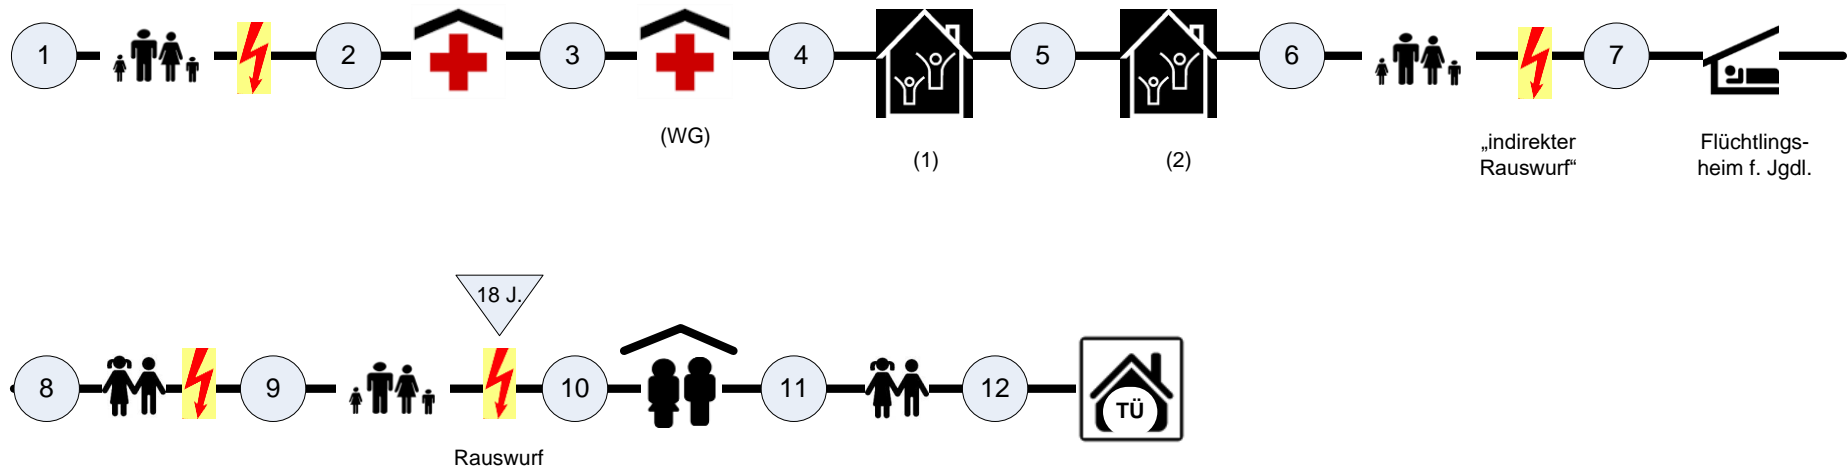 1
2
3
4
5
6
7
(WG)
(1)
(2)
„indirekter
Rauswurf“
Flüchtlings-
heim f. Jgdl.
18 J.
8
9
10
11
12
TÜ
Rauswurf